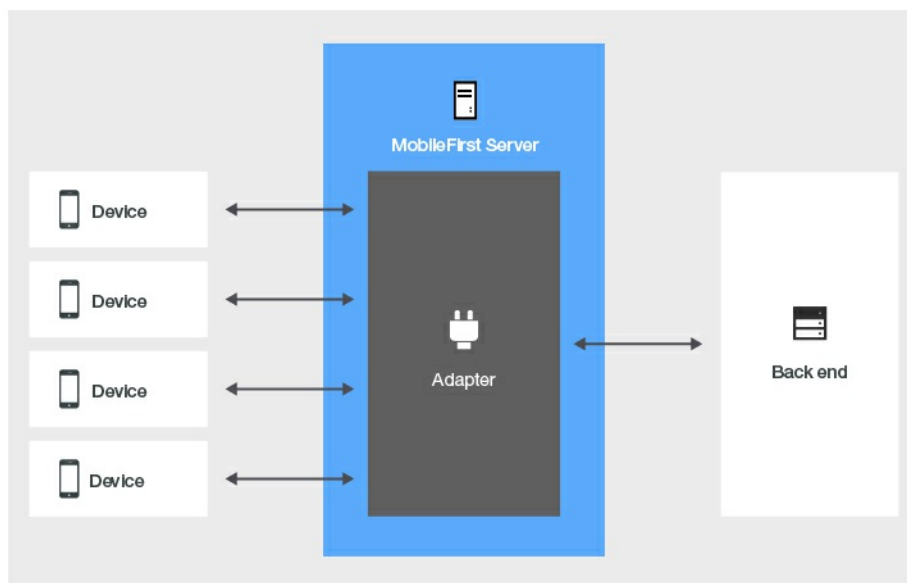 MobileFirst Server
Device
Device
Device
Device
Adapter
Back end